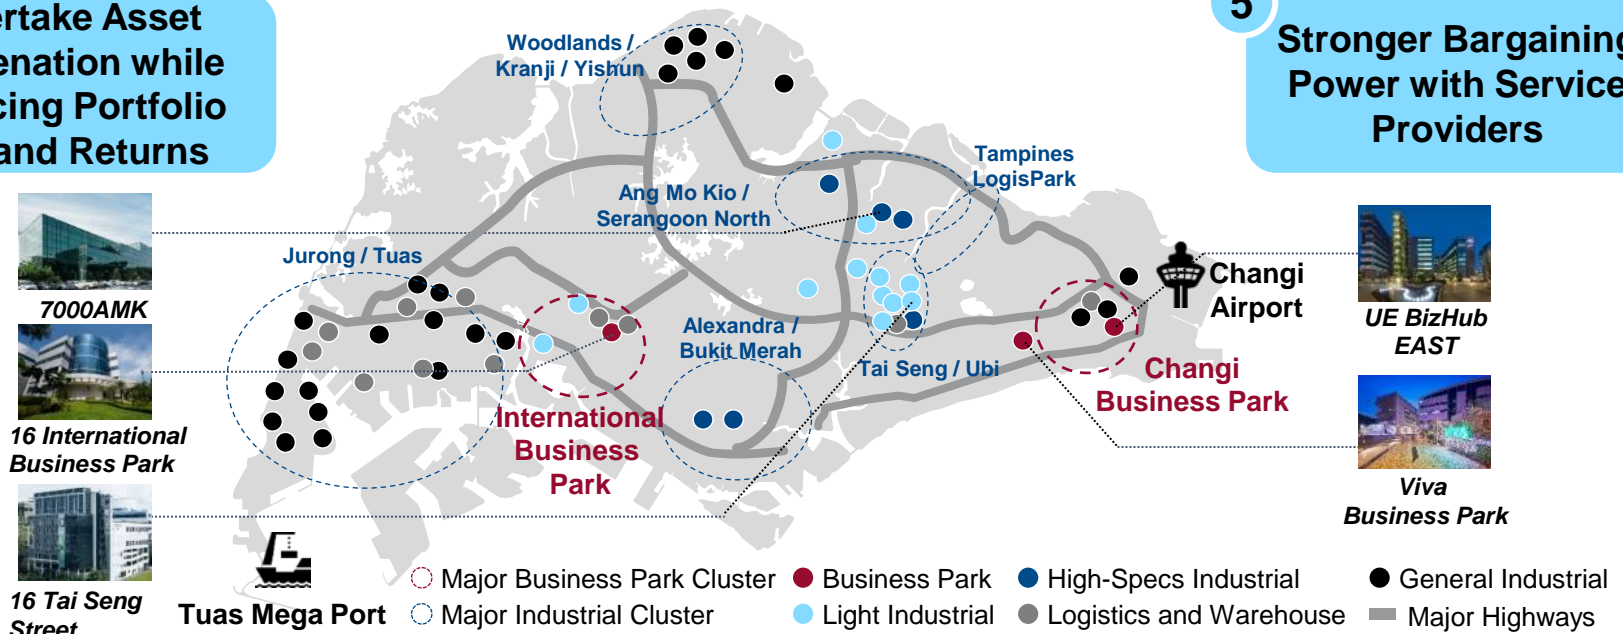 5
Stronger Bargaining
Power with Service
Providers
and Returns
while
Portfolio
Asset
Woodlands /
Kranji / Yishun
Tampines
LogisPark
Ang Mo Kio /
Serangoon North
Jurong / Tuas
7000AMK
Changi
Airport
UE BizHub
EAST
Alexandra /
Bukit Merah
Tai Seng / Ubi
Changi
Business Park
International
Business
Park
16 International
Business Park
Viva
Business Park
16 Tai Seng
Street
Tuas Mega Port
Major Business Park Cluster
Business Park
High-Specs Industrial
General Industrial
Major Industrial Cluster
Light Industrial
Logistics and Warehouse
Major Highways